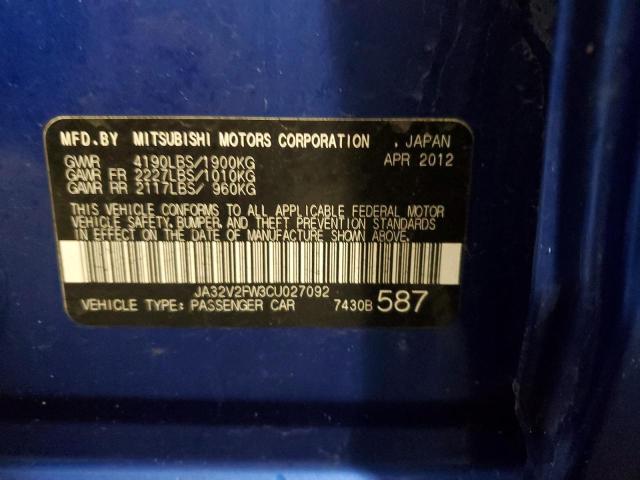 MFD.BY MITSUBISHI MOTORS CORPORATION , JAPAN
GWWR 4190LBS/1900KG APR 2012
GAWR FR 2227LBS/1010KG
GAWR RR 2117LBS/ 960KG
THIS VEHICLE CONFORMS TO ALL APPLICABLE FEDERAL MOTOR
VEHICLE SAFETY, BUMPER, AND THEFT PREVENTION STANDARDS
IN EFFECT ON THE DATE OF MANUFACTURE SHOWN ABOVE.
JA32V2FW3CU027092
VEHICLE TYPE: PASSENGER CAR 7430B 587